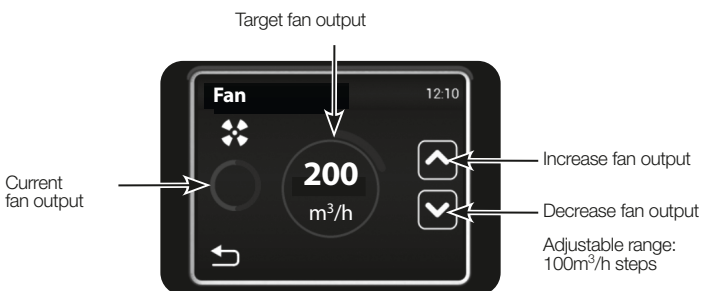 Target fan output
Fan
12:10
200
m³/h
Current
fan output
Increase fan output
Decrease fan output
Adjustable range:
100m³/h steps